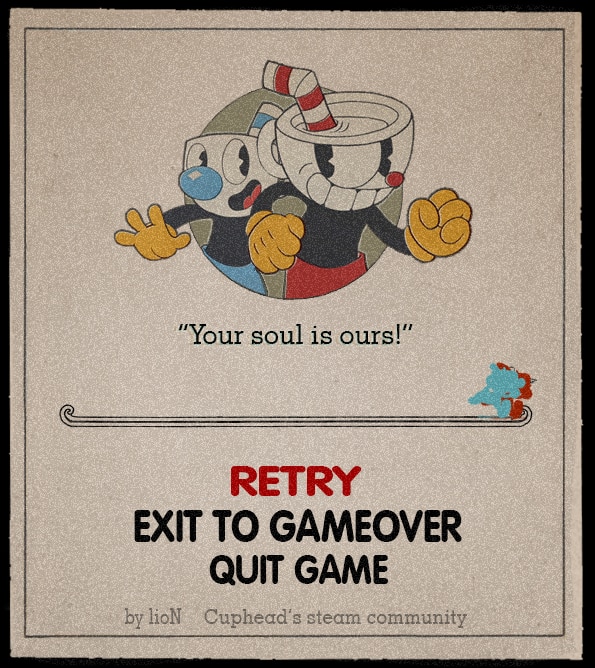 “Your soul is ours!”
RETRY
EXIT TO GAMEOVER
QUIT GAME
by lioN Cuphead's steam community